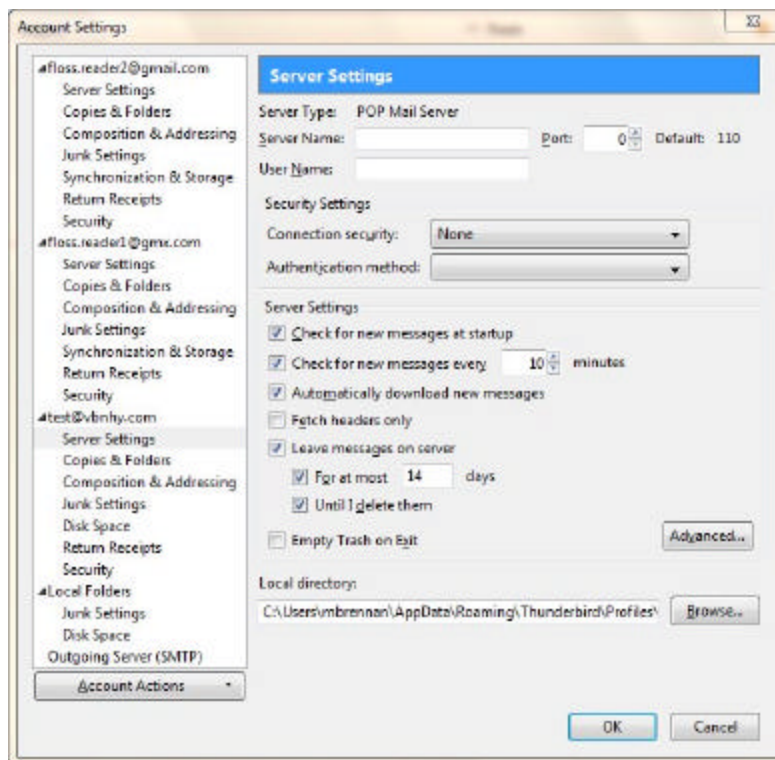 Account Settings
floss.reader2@gmail.com
Server Settings
Copies & Folders
Composition & Addressing
Junk Settings
Synchronization & Storage
Return Receipts
Security
floss.reader1@gmx.com
Server Settings
Copies & Folders
Composition & Addressing
Junk Settings
Synchronization & Storage
Return Receipts
Security
test@vbnhy.com
Server Settings
Copies & Folders
Composition & Addressing
Junk Settings
Disk Space
Return Receipts
Security
Local Folders
Junk Settings
Disk Space
Outgoing Server (SMTP)
Account Actions
Server Settings
Server Type: POP Mail Server
Server Name: Port: 0 Default: 110
User Name:
Security Settings
Connection security: None
Authentication method:
Server Settings
Check for new messages at startup
Check for new messages every 10 minutes
Automatically download new messages
Fetch headers only
Leave messages on server
For at most 14 days
Until I delete them
Empty Trash on Exit Advanced...
Local directory:
C:\Users\mbrennan\AppData\Roaming\Thunderbird\Profiles\ Browse...
OK Cancel